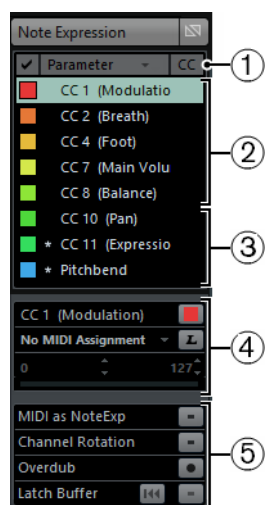 Note Expression
Parameter CC 1
CC 1 (Modulatio
CC 2 (Breath)
CC 4 (Foot)
CC 7 (Main Volu
2
CC 8 (Balance)
CC 10 (Pan)
* CC 11 (Expressio
3
* Pitchbend
CC 1 (Modulation)
No MIDI Assignment L
4
0 127
MIDI as NoteExp
Channel Rotation
5
Overdub
Latch Buffer